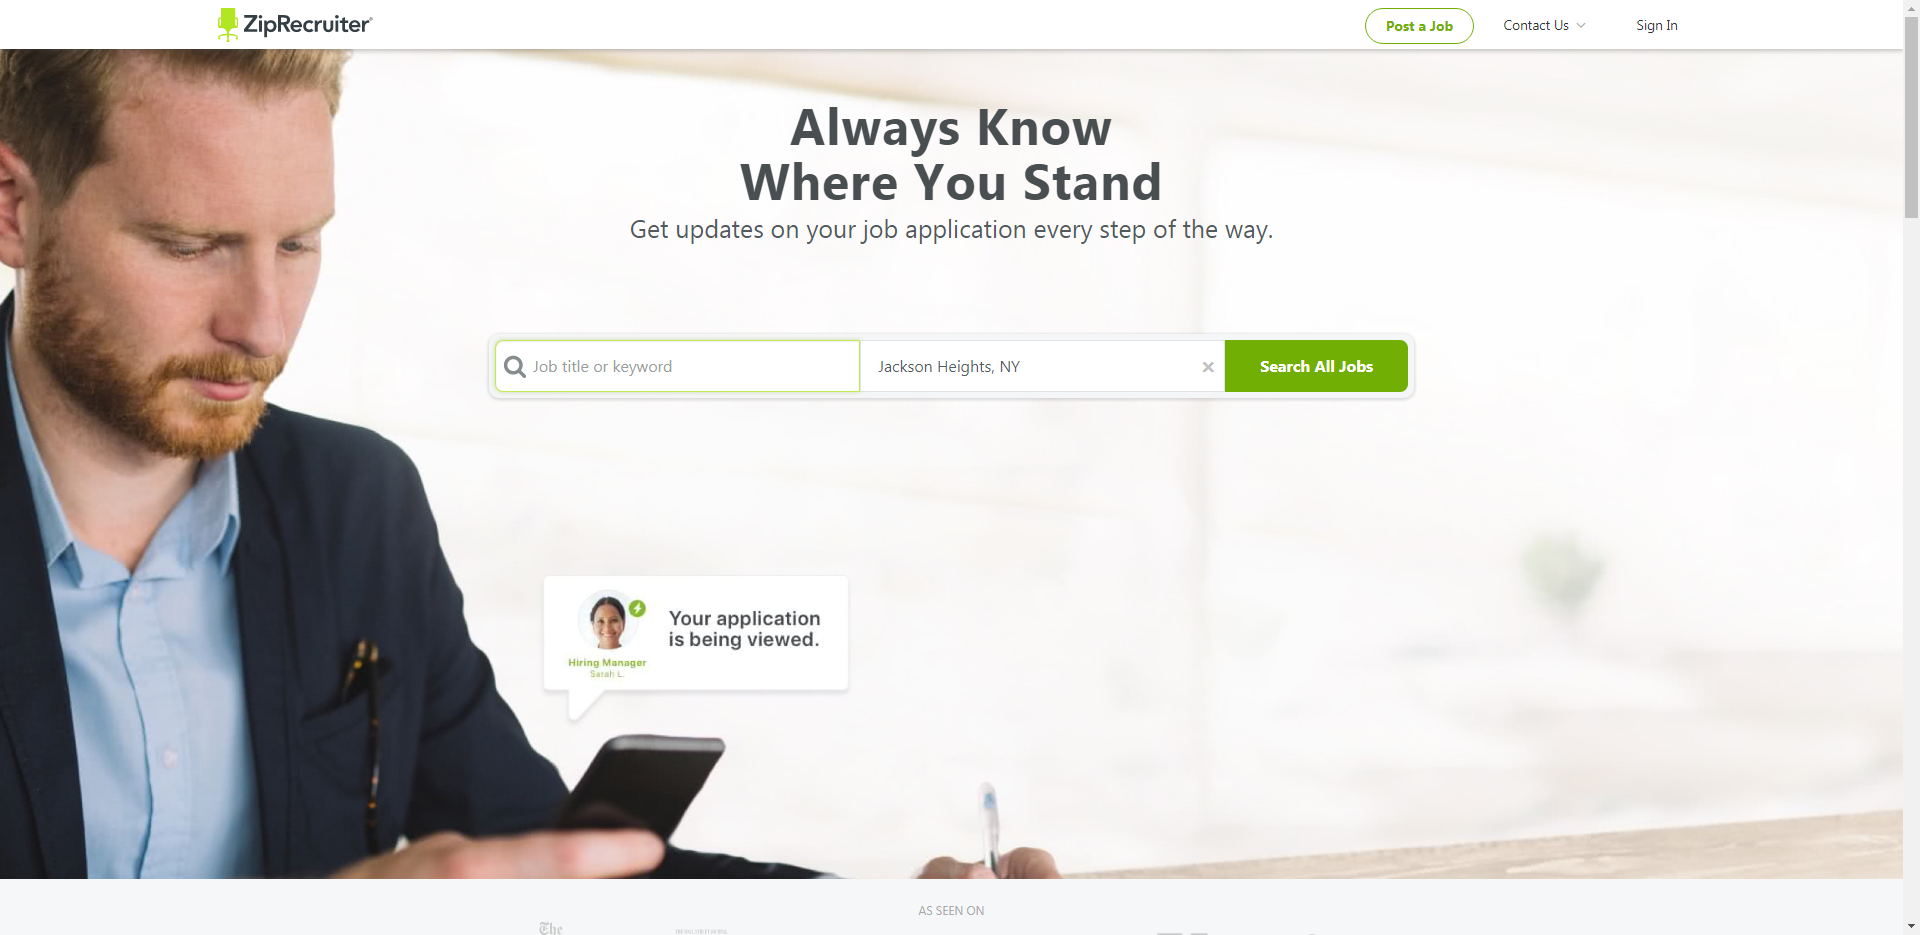 ZipRecruiter
Post a Job
Contact Us
Sign In
Always Know
Where You Stand
Get updates on your job application every step of the way.
Job title or keyword
Jackson Heights, NY
Search All Jobs
Your application
is being viewed.
Hiring Manager
Sarah L.
AS SEEN ON
The